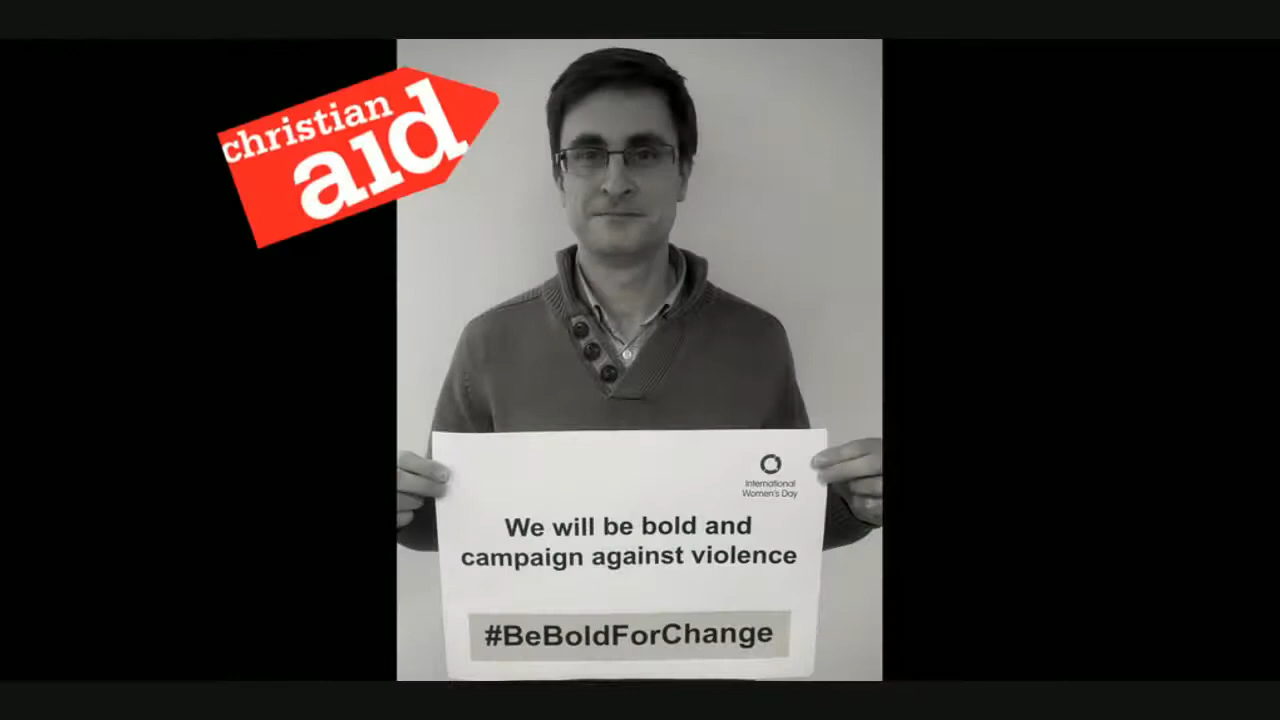 christian
aid
International
Women's Day
We will be bold and
campaign against violence
#BeBoldForChange